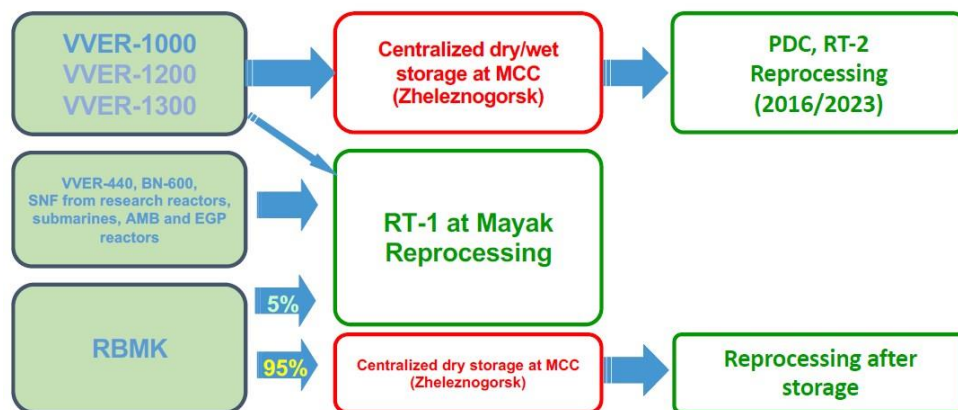 VVER-1000
VVER-1200
VVER-1300
Centralized dry/wet
storage at MCC
(Zheleznogorsk)
PDC, RT-2
Reprocessing
(2016/2023)
VVER-440, BN-600,
SNF from research reactors,
submarines, AMB and EGP
reactors
RT-1 at Mayak
Reprocessing
RBMK
5%
95%
Centralized dry storage at MCC
(Zheleznogorsk)
Reprocessing after
storage